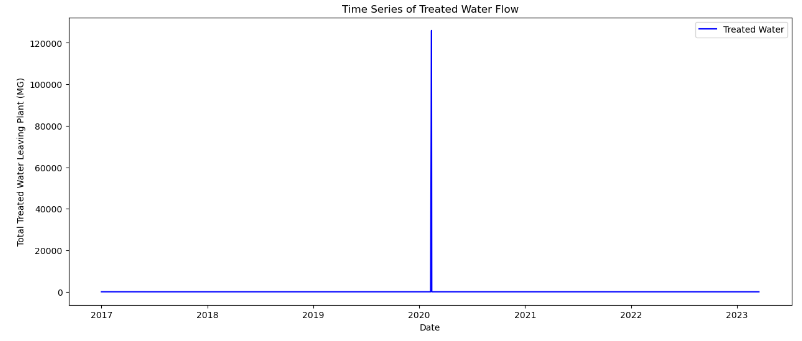 Time Series of Treated Water Flow
Treated Water
Total Treated Water Leaving Plant (MG)
120000
100000
80000
60000
40000
20000
0
2017 2018 2019 2020 2021 2022 2023
Date